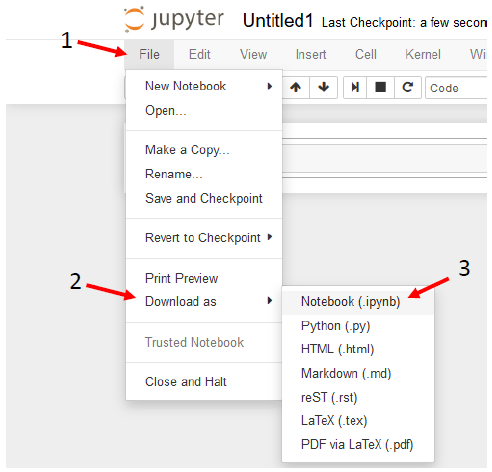 jupyter Untitled1 Last Checkpoint: a few secon
1
File Edit View Insert Cell Kernel Wi
New Notebook
Code
Open...
Make a Copy...
Rename...
Save and Checkpoint
Revert to Checkpoint
2
Print Preview
3
Download as
Notebook (.ipynb)
Python (.py)
HTML (.html)
Trusted Notebook
Markdown (.md)
Close and Halt
reST (.rst)
LaTeX (.tex)
PDF via LaTeX (.pdf)